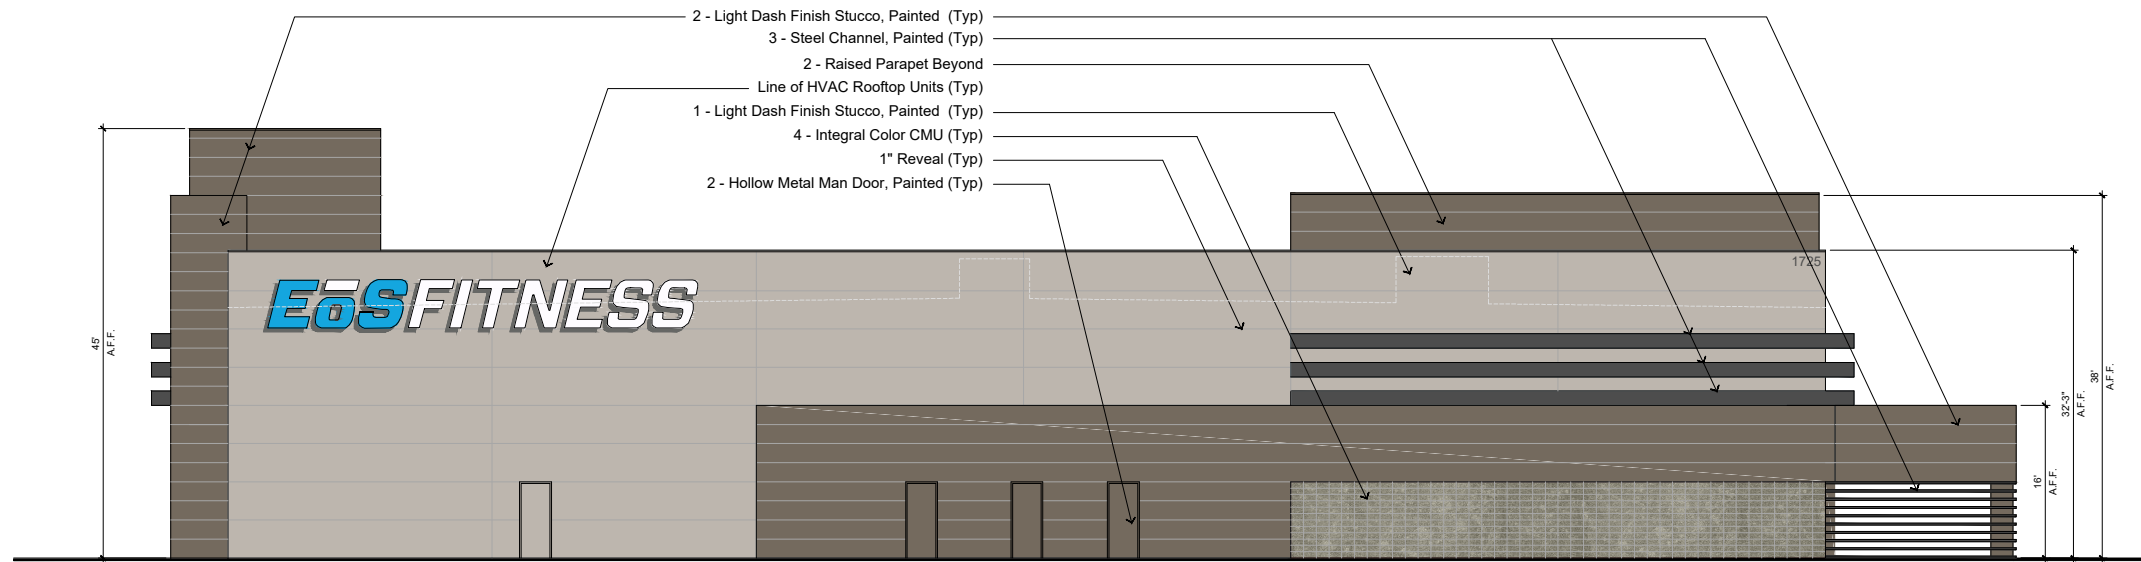 2 - Light Dash Finish Stucco, Painted  (Typ)
3 - Steel Channel, Painted (Typ)
2 - Raised Parapet Beyond
Line of HVAC Rooftop Units (Typ)
1 - Light Dash Finish Stucco, Painted  (Typ)
4 - Integral Color CMU (Typ)
1" Reveal (Typ)
2 - Hollow Metal Man Door, Painted (Typ)
1725
EōSFITNESS
45'
A.F.F.
16'
A.F.F.
32'-3"
A.F.F.
38'
A.F.F.